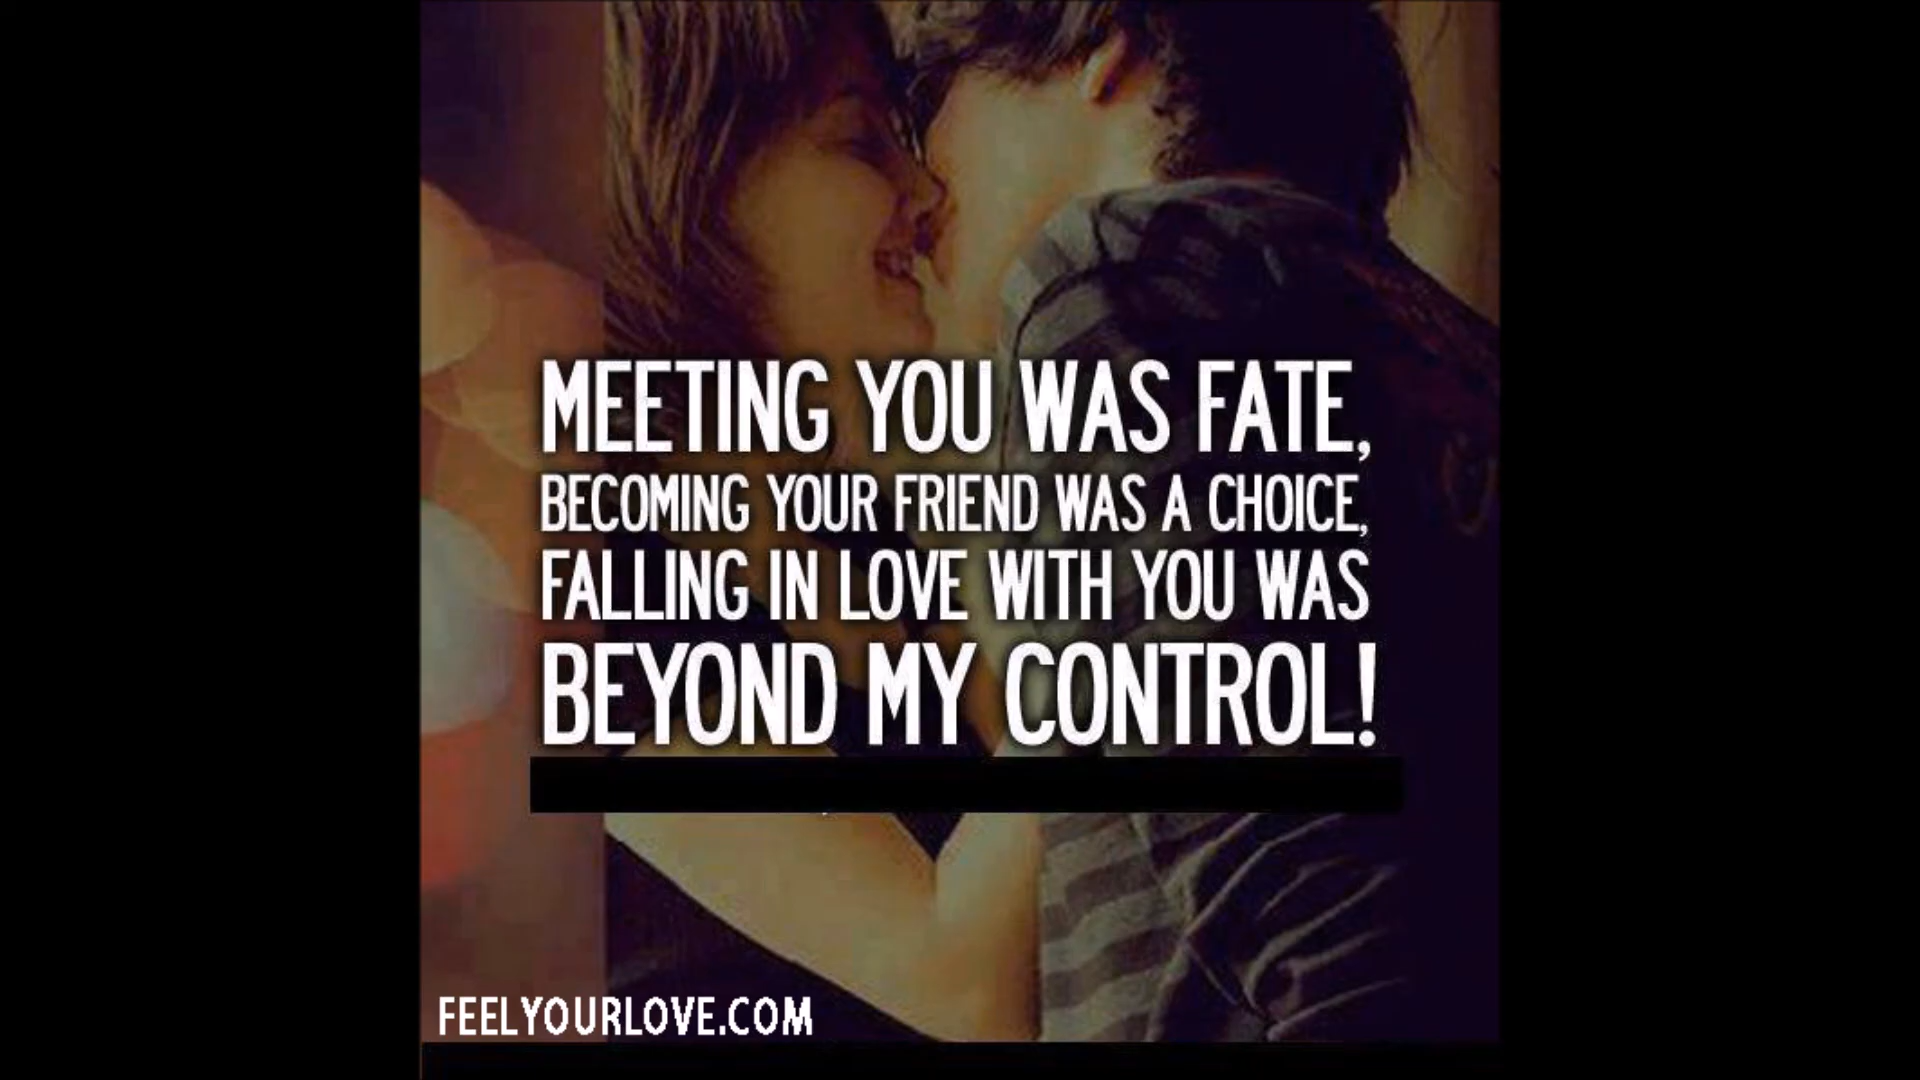 MEETING YOU WAS FATE,
BECOMING YOUR FRIEND WAS A CHOICE,
FALLING IN LOVE WITH YOU WAS
BEYOND MY CONTROL!
FEELYOURLOVE.COM